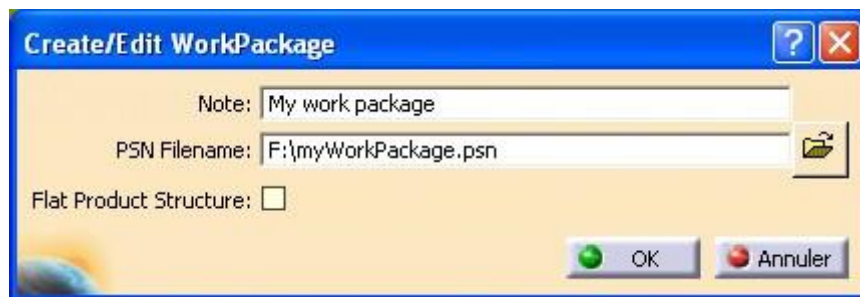 Create/Edit WorkPackage
Note: My work package
PSN Filename: F:\myWorkPackage.psn
Flat Product Structure:
OK Annuler